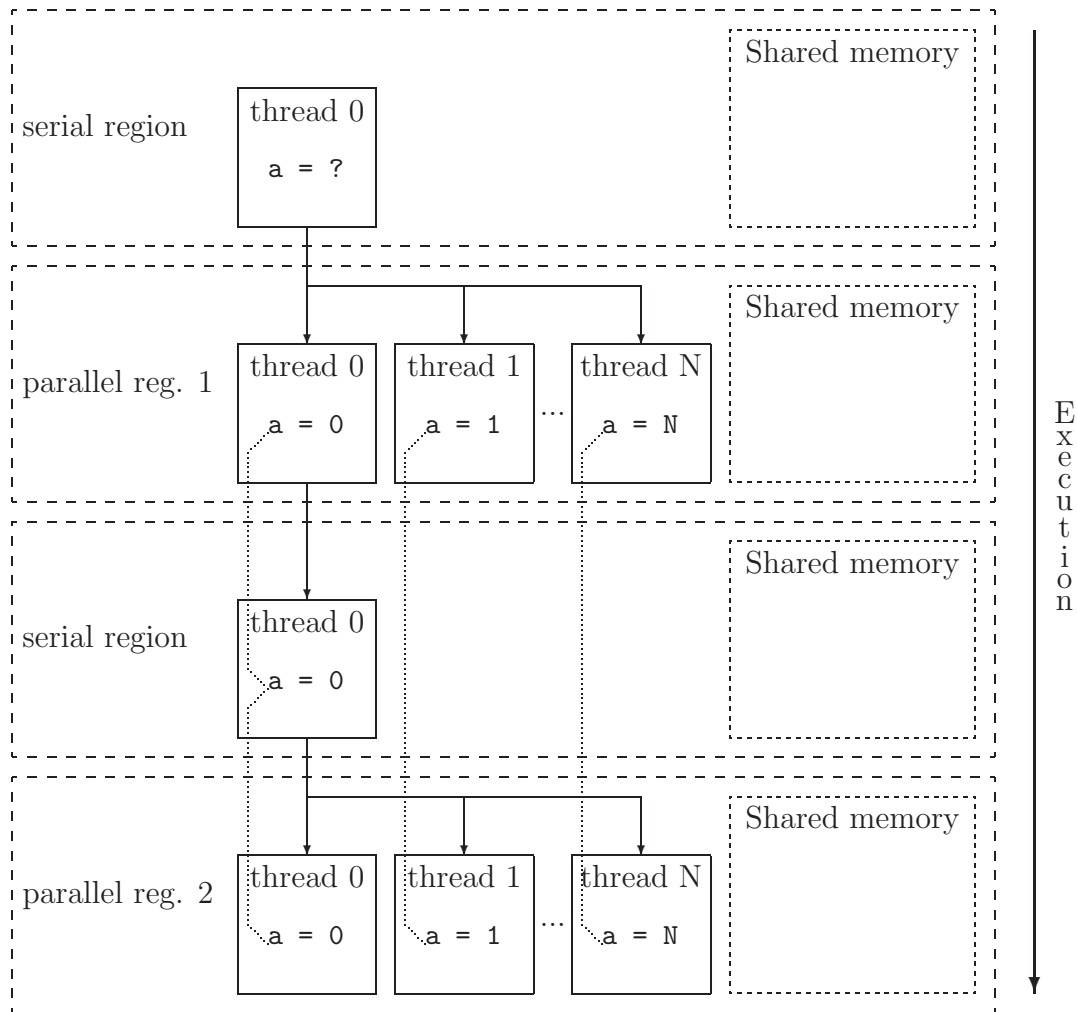 Shared memory
thread 0
serial region
a = ?
Shared memory
thread 0 thread 1 thread N
parallel reg. 1
a = 0 a = 1 ... a = N
Execution
Shared memory
thread 0
serial region
a = 0
Shared memory
thread 0 thread 1 thread N
parallel reg. 2
a = 0 a = 1 ... a = N